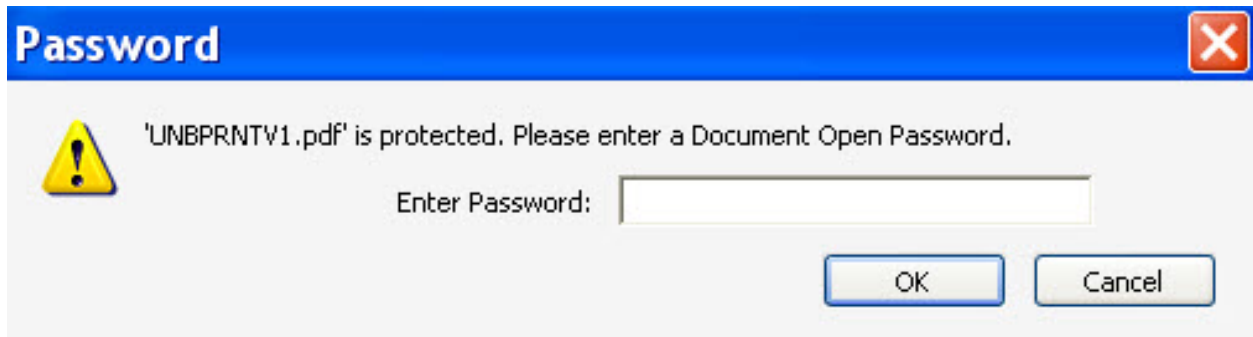 Password
'UNBPRNTV1.pdf' is protected. Please enter a Document Open Password.
Enter Password:
OK Cancel